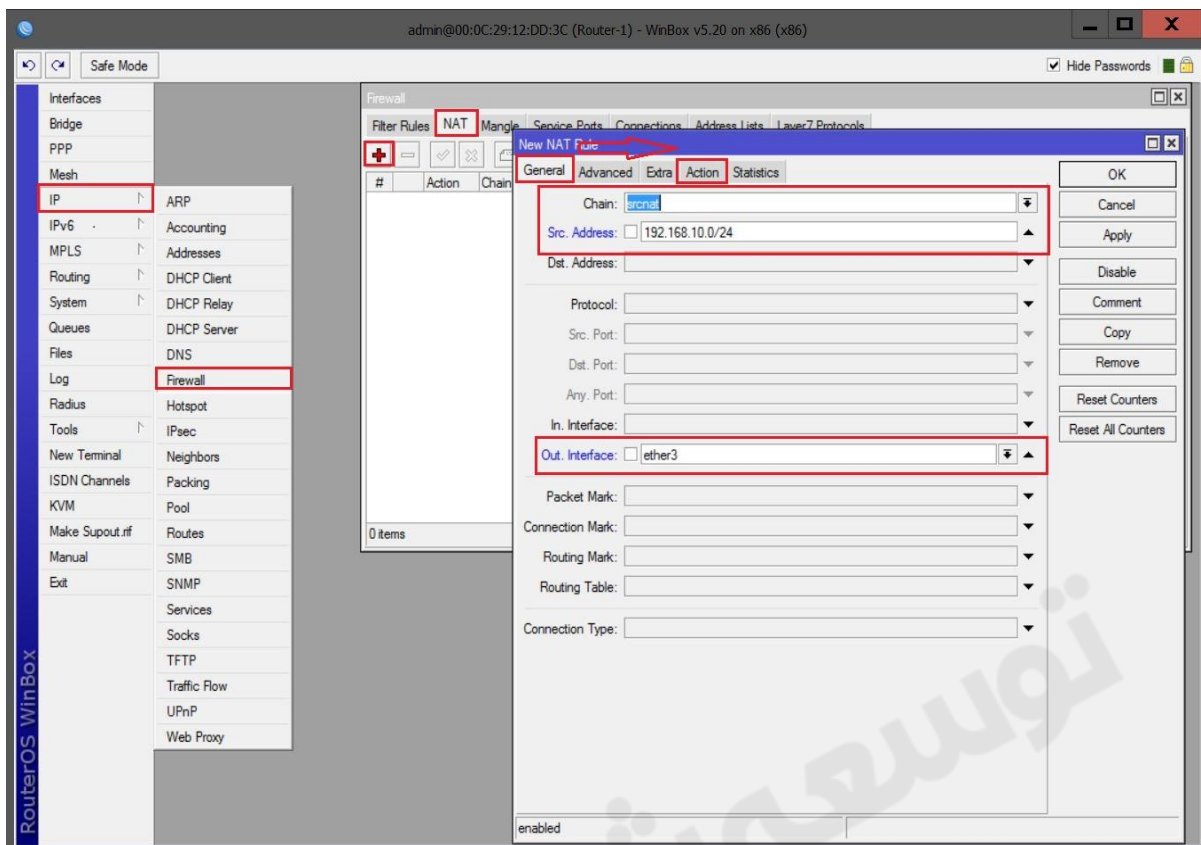 admin@00:0C:29:12:DD:3C (Router-1) - WinBox v5.20 on x86 (x86)
Safe Mode
Hide Passwords
RouterOS WinBox
Interfaces
Bridge
PPP
Mesh
IP
IPv6
MPLS
Routing
System
Queues
Files
Log
Radius
Tools
New Terminal
ISDN Channels
KVM
Make Supout.rif
Manual
Exit
ARP
Accounting
Addresses
DHCP Client
DHCP Relay
DHCP Server
DNS
Firewall
Hotspot
IPsec
Neighbors
Packing
Pool
Routes
SMB
SNMP
Services
Socks
TFTP
Traffic Flow
UPnP
Web Proxy
Firewall
Filter Rules NAT Mangle Service Ports Connections Address Lists Layer7 Protocols
# Action Chain
0 items
New NAT Rule
General Advanced Extra Action Statistics
Chain: srcnat
Src. Address: 192.168.10.0/24
Dst. Address:
Protocol:
Src. Port:
Dst. Port:
Any. Port:
In. Interface:
Out. Interface: ether3
Packet Mark:
Connection Mark:
Routing Mark:
Routing Table:
Connection Type:
enabled
OK
Cancel
Apply
Disable
Comment
Copy
Remove
Reset Counters
Reset All Counters
توسعه